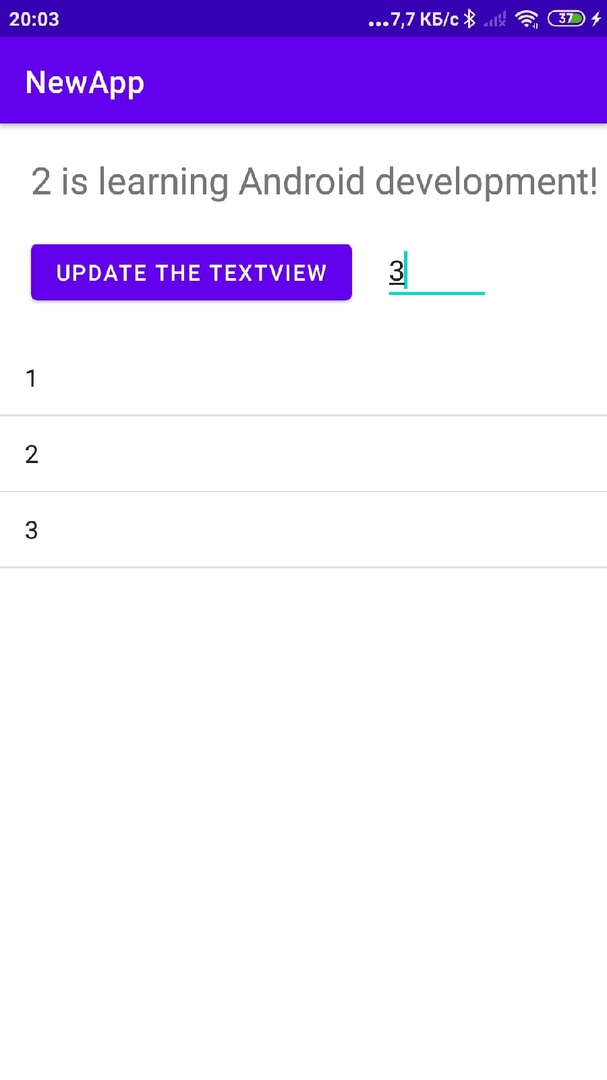 20:03 ...7,7 КБ/с 37
NewApp
2 is learning Android development!
UPDATE THE TEXTVIEW 3
1
2
3